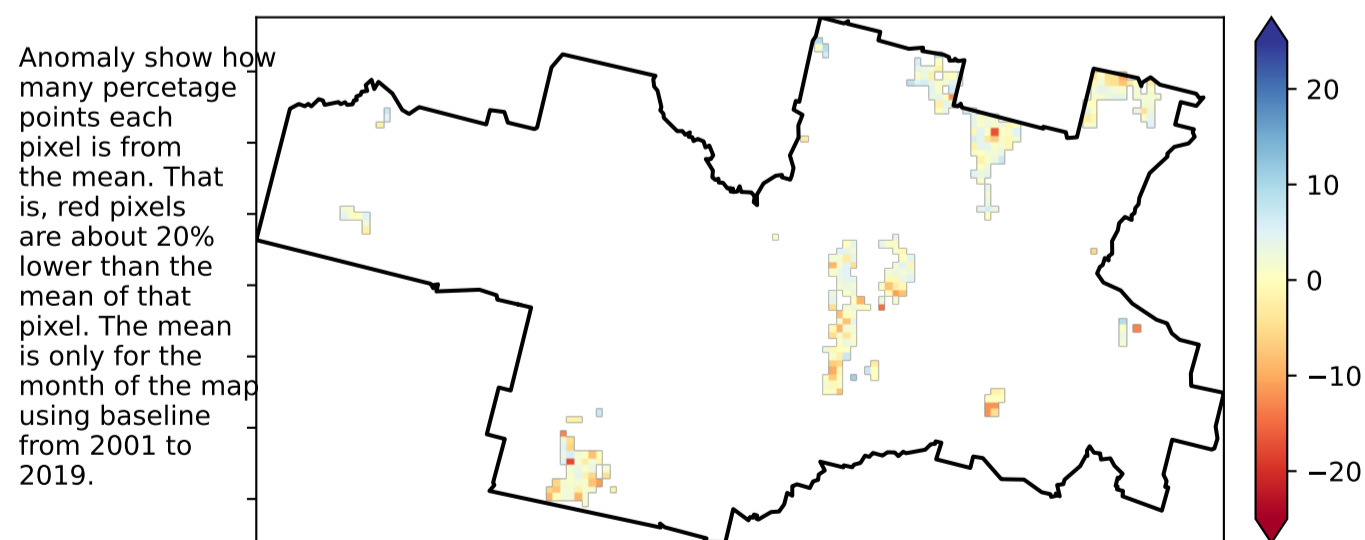 Anomaly show how
many percetage
points each
pixel is from
the mean. That
is, red pixels
are about 20%
lower than the
mean of that
pixel. The mean
is only for the
month of the map
using baseline
from 2001 to
2019.
20
10
0
−10
−20